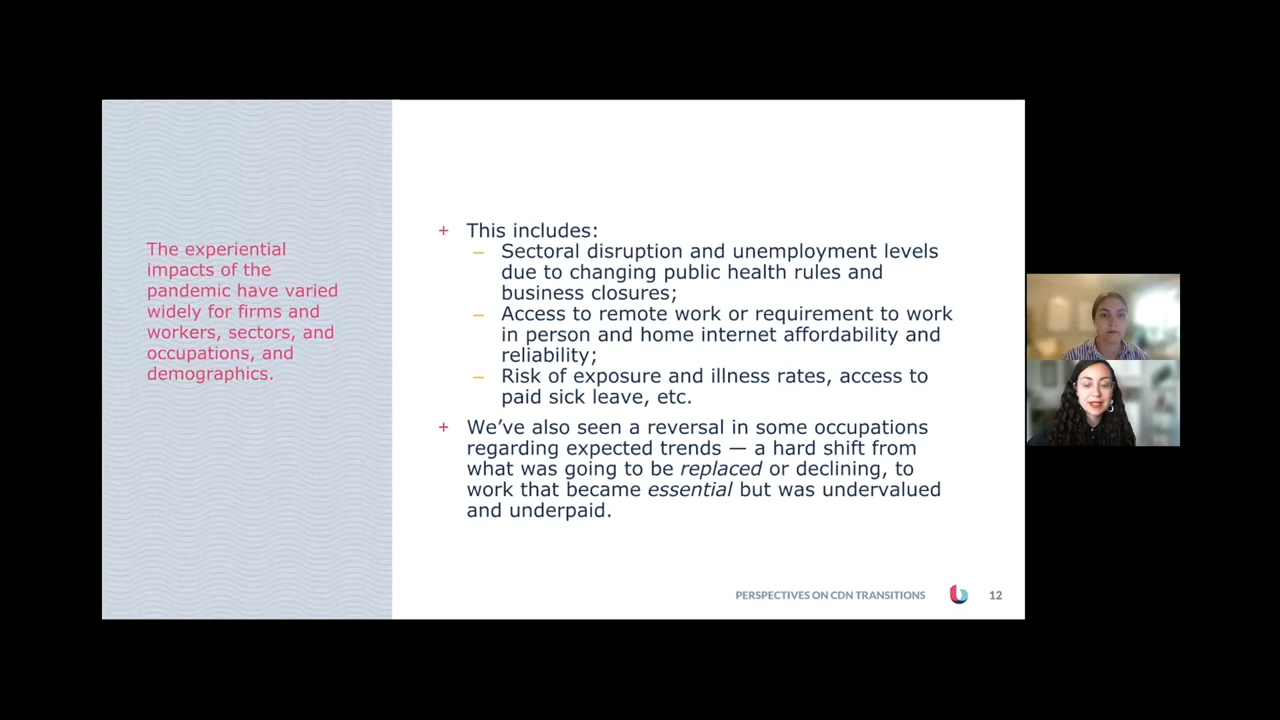 The experiential
impacts of the
pandemic have varied
widely for firms and
workers, sectors, and
occupations, and
demographics.
+ This includes:
– Sectoral disruption and unemployment levels
due to changing public health rules and
business closures;
– Access to remote work or requirement to work
in person and home internet affordability and
reliability;
– Risk of exposure and illness rates, access to
paid sick leave, etc.
+ We’ve also seen a reversal in some occupations
regarding expected trends — a hard shift from
what was going to be replaced or declining, to
work that became essential but was undervalued
and underpaid.
PERSPECTIVES ON CDN TRANSITIONS 12